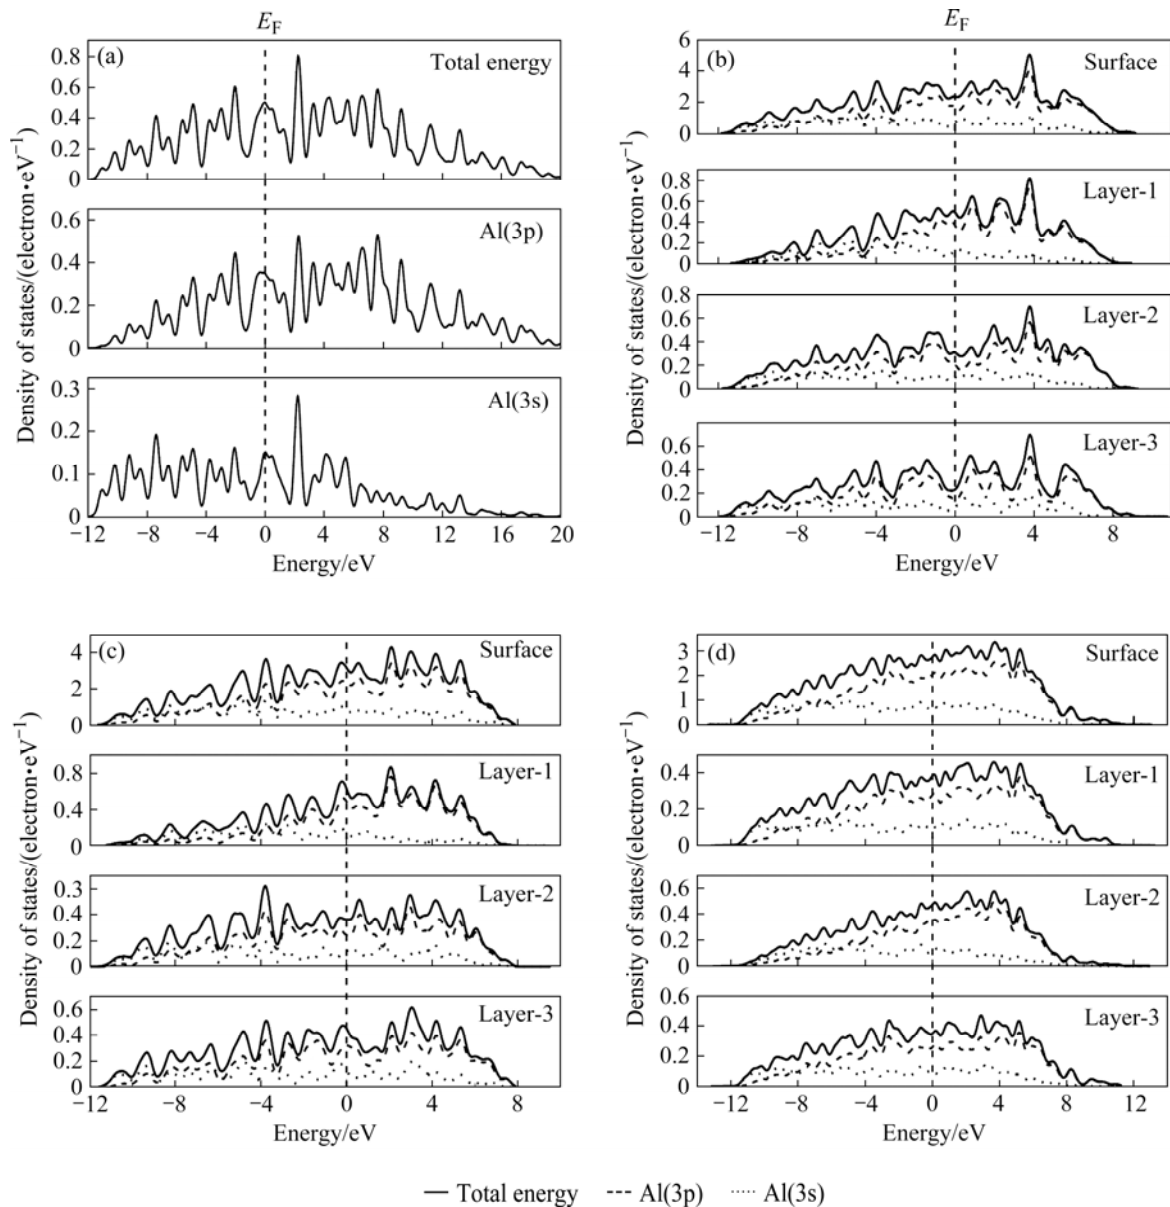 E_F
(a)
Total energy
0.8
0.6
0.4
0.2
0
Al(3p)
0.6
0.4
0.2
0
Al(3s)
0.3
0.2
0.1
0
−12 −8 −4 0 4 8 12 16 20
Energy/eV
Density of states/(electron•eV⁻¹)
E_F
(b)
Surface
6
4
2
0
Layer-1
0.8
0.6
0.4
0.2
0
Layer-2
0.8
0.6
0.4
0.2
0
Layer-3
0.6
0.4
0.2
0
−12 −8 −4 0 4 8
Energy/eV
Density of states/(electron•eV⁻¹)
(c)
Surface
4
2
0
Layer-1
0.8
0.4
0
Layer-2
0.3
0.4
0.2
0
Layer-3
0.6
0.4
0.2
0
−12 −8 −4 0 4 8
Energy/eV
Density of states/(electron•eV⁻¹)
(d)
Surface
3
2
1
0
Layer-1
0.4
0.2
0
Layer-2
0.6
0.4
0.2
0
Layer-3
0.6
0.4
0.2
0
−12 −8 −4 0 4 8 12
Energy/eV
Density of states/(electron•eV⁻¹)
Total energy Al(3p) Al(3s)